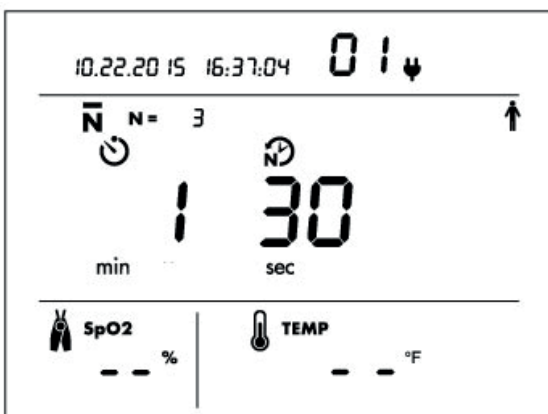 10.22.2015 16:37:04 01
N N = 3
N
1 30
min sec
SpO2 TEMP
-- % -- °F